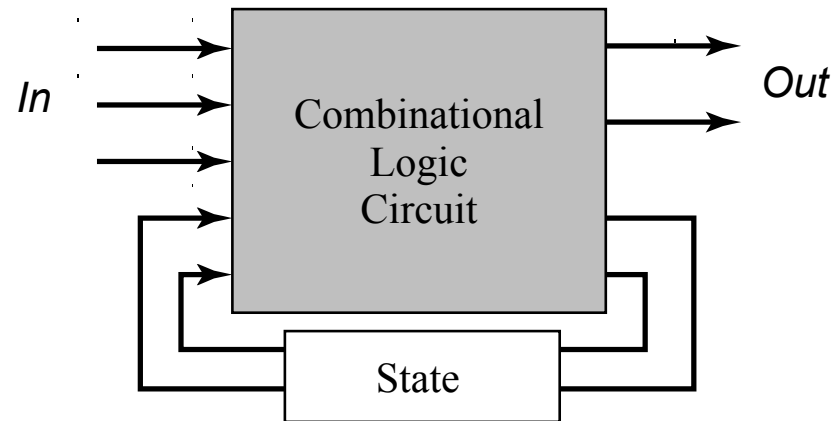 In
Combinational
Logic
Circuit
Out
State